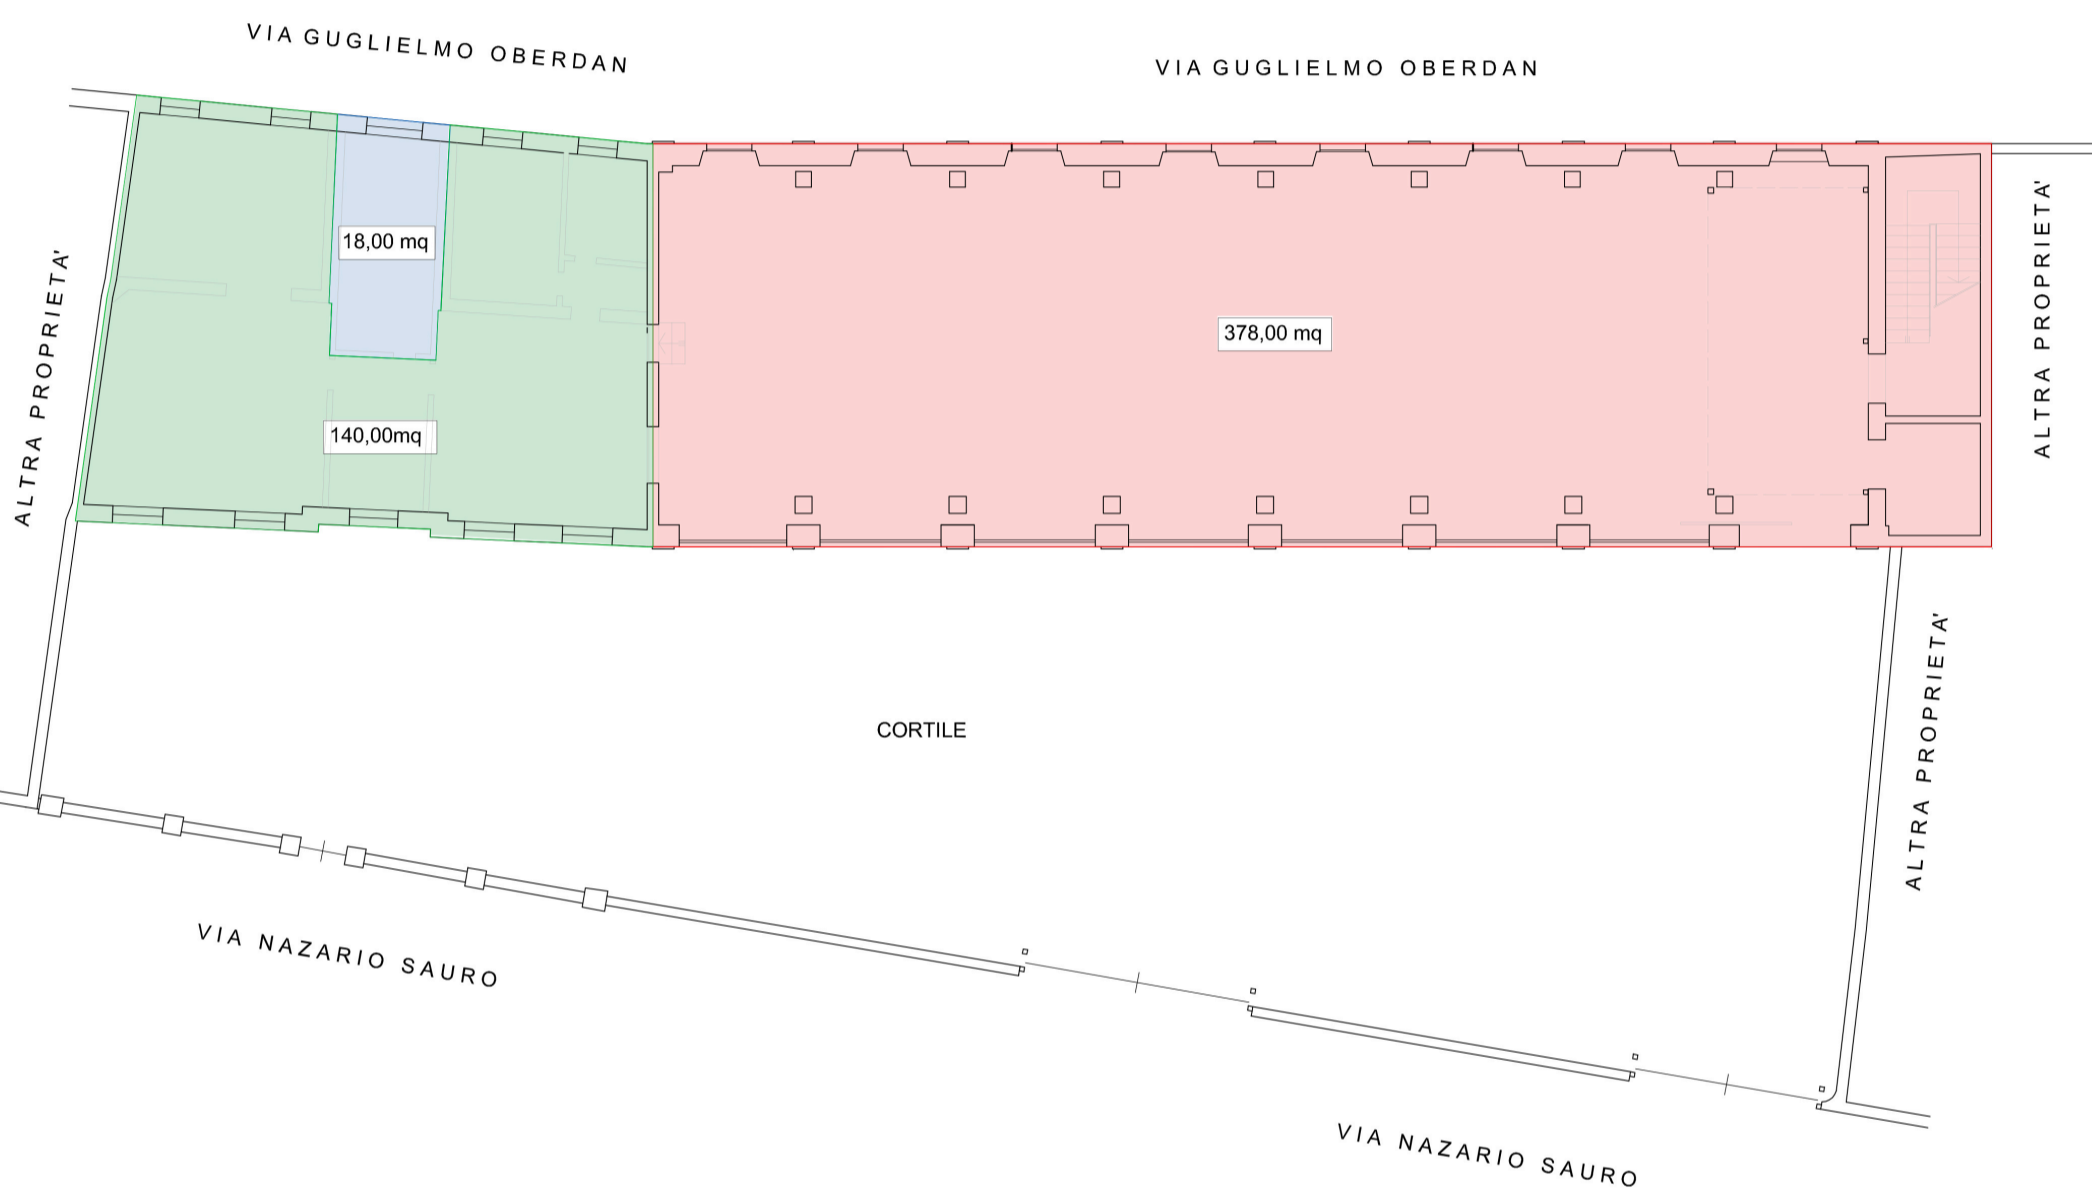 VIA GUGLIELMO OBERDAN
VIA GUGLIELMO OBERDAN
18,00 mq
ALTRA PROPRIETA'
ALTRA PROPRIETA'
378,00 mq
140,00mq
CORTILE
ALTRA PROPRIETA'
VIA NAZARIO SAURO
VIA NAZARIO SAURO